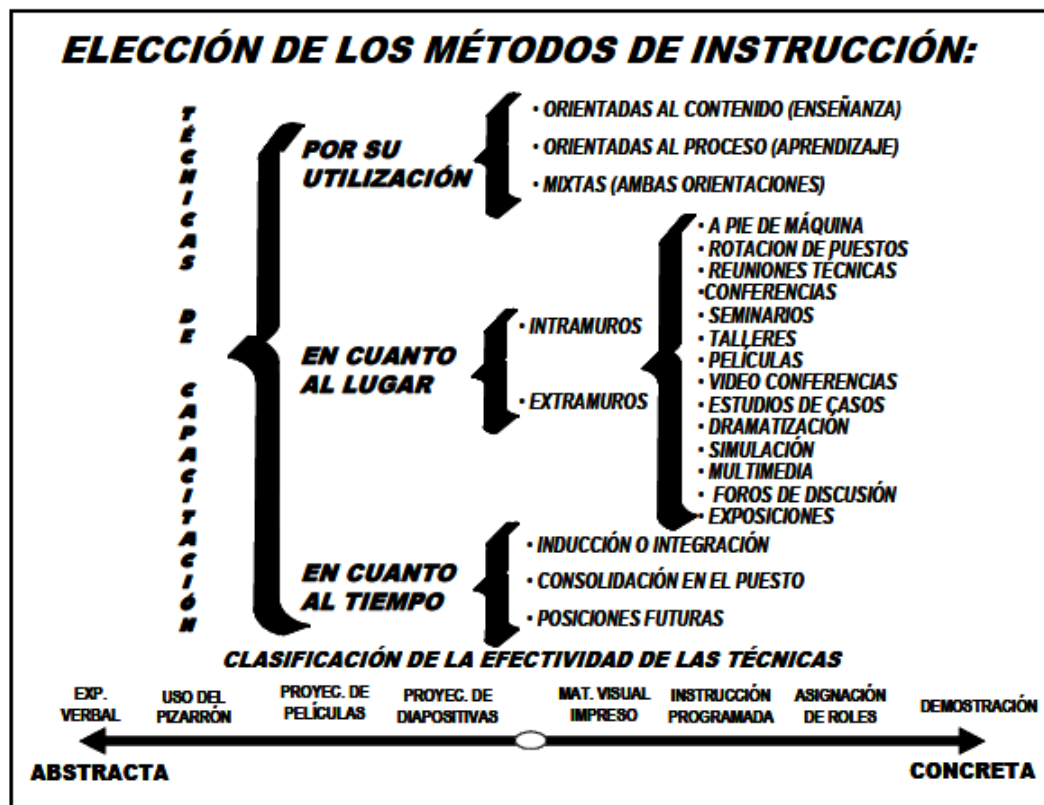 ELECCIÓN DE LOS MÉTODOS DE INSTRUCCIÓN:
TÉCNICAS DE CAPACITACIÓN
POR SU
UTILIZACIÓN
• ORIENTADAS AL CONTENIDO (ENSEÑANZA)
• ORIENTADAS AL PROCESO (APRENDIZAJE)
• MIXTAS (AMBAS ORIENTACIONES)
EN CUANTO
AL LUGAR
• INTRAMUROS
• EXTRAMUROS
• A PIE DE MÁQUINA
• ROTACION DE PUESTOS
• REUNIONES TÉCNICAS
•CONFERENCIAS
• SEMINARIOS
• TALLERES
• PELÍCULAS
• VIDEO CONFERENCIAS
• ESTUDIOS DE CASOS
• DRAMATIZACIÓN
• SIMULACIÓN
• MULTIMEDIA
• FOROS DE DISCUSIÓN
• EXPOSICIONES
EN CUANTO
AL TIEMPO
• INDUCCIÓN O INTEGRACIÓN
• CONSOLIDACIÓN EN EL PUESTO
• POSICIONES FUTURAS
CLASIFICACIÓN DE LA EFECTIVIDAD DE LAS TÉCNICAS
EXP.
VERBAL
USO DEL
PIZARRÓN
PROYEC. DE
PELÍCULAS
PROYEC. DE
DIAPOSITIVAS
MAT. VISUAL
IMPRESO
INSTRUCCIÓN
PROGRAMADA
ASIGNACIÓN
DE ROLES
DEMOSTRACIÓN
ABSTRACTA
CONCRETA